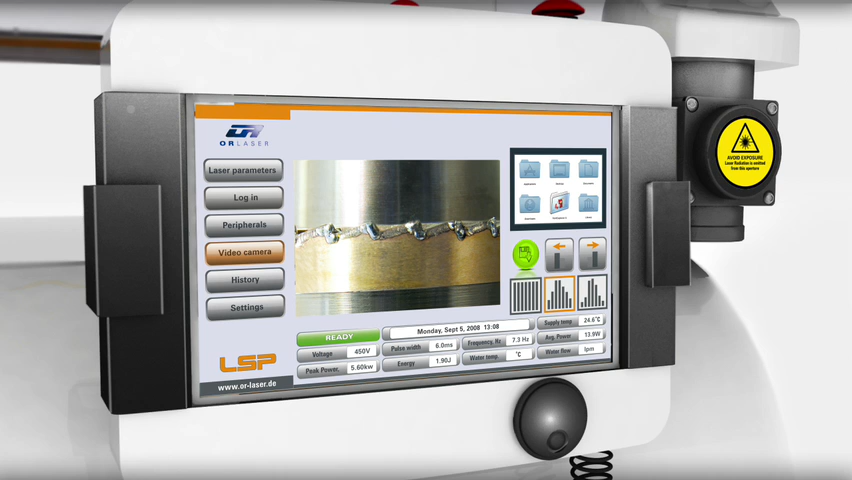 ORLASER
Laser parameters
Log in
Peripherals
Video camera
History
Settings
LSP
www.or-laser.de
READY
Voltage 450V
Peak Power. 5.60kw
Monday, Sept 5, 2008 13:08
Pulse width 6.0ms
Energy 1.90J
Frequency, Hz 7.3 Hz
Water temp. °C
Supply temp 24.6°C
Avg. Power 13.9W
Water flow lpm
AVOID EXPOSURE
Laser Radiation is emitted
from this aperture